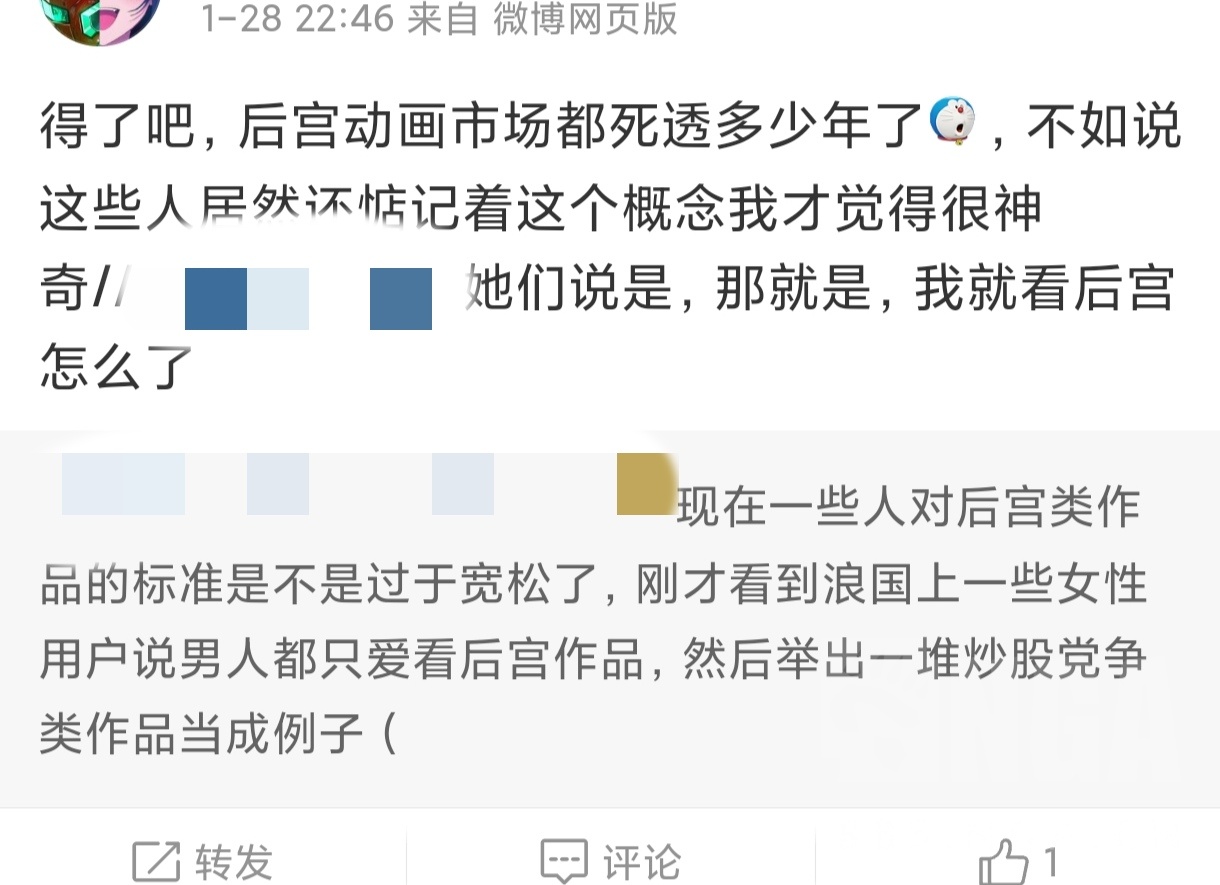 1-28 22:46 来自 微博网页版
得了吧，后宫动画市场都死透多少年了，不如说
这些人居然还惦记着这个概念我才觉得很神
奇//她们说是，那就是，我就看后宫
怎么了
现在一些人对后宫类作
品的标准是不是过于宽松了，刚才看到浪国上一些女性
用户说男人都只爱看后宫作品，然后举出一堆炒股党争
类作品当成例子（
转发
评论
1